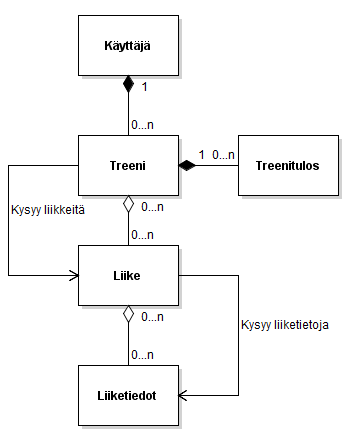 Käyttäjä
1
0...n
Treeni
1 0...n
Treenitulos
Kysyy liikkeitä
0...n
0...n
Liike
0...n
Kysyy liiketietoja
0...n
Liiketiedot